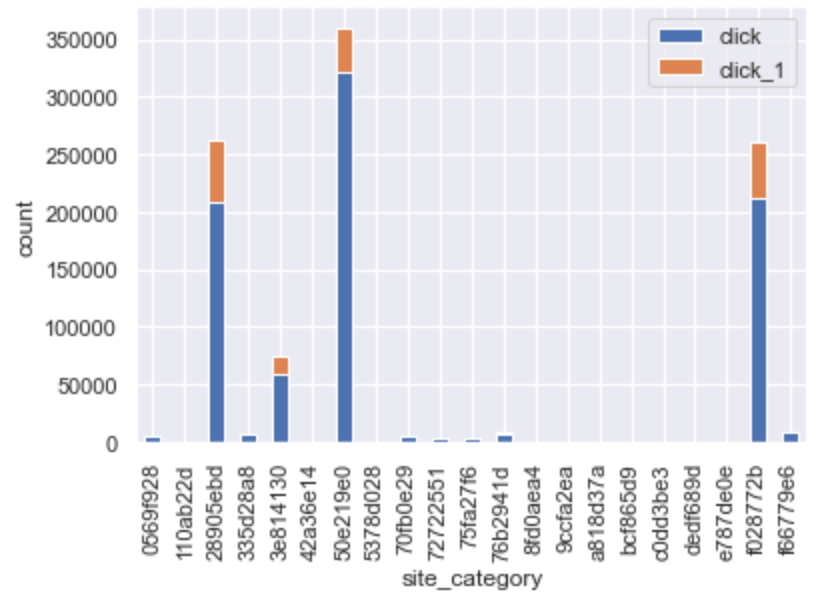 350000
300000
250000
200000
150000
100000
50000
0
count
click
click_1
0569f928
110ab22d
28905ebd
335d28a8
3e814130
42a36e14
50e219e0
5378d028
70fb0e29
72722551
75fa27f6
76b2941d
8fd0aea4
9ccfa2ea
a818d37a
bcf865d9
c0dd3be3
dedf689d
e787de0e
f028772b
f66779e6
site_category